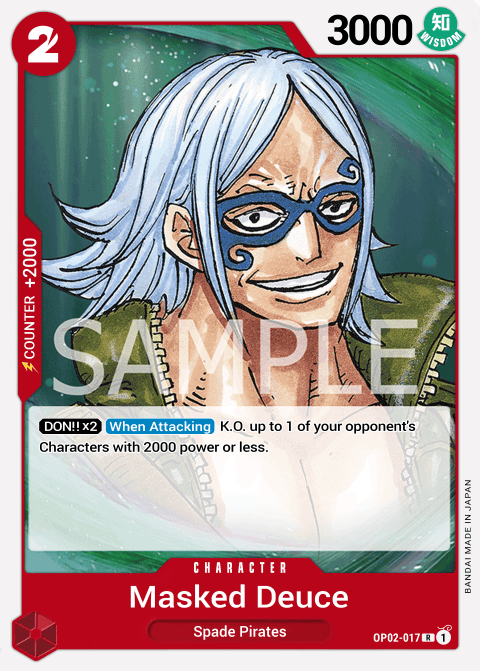 2
3000
知
WISDOM
COUNTER +2000
SAMPLE
DON!!×2 When Attacking K.O. up to 1 of your opponent's
Characters with 2000 power or less.
CHARACTER
Masked Deuce
Spade Pirates
OP02-017 R 1
BANDAI MADE IN JAPAN